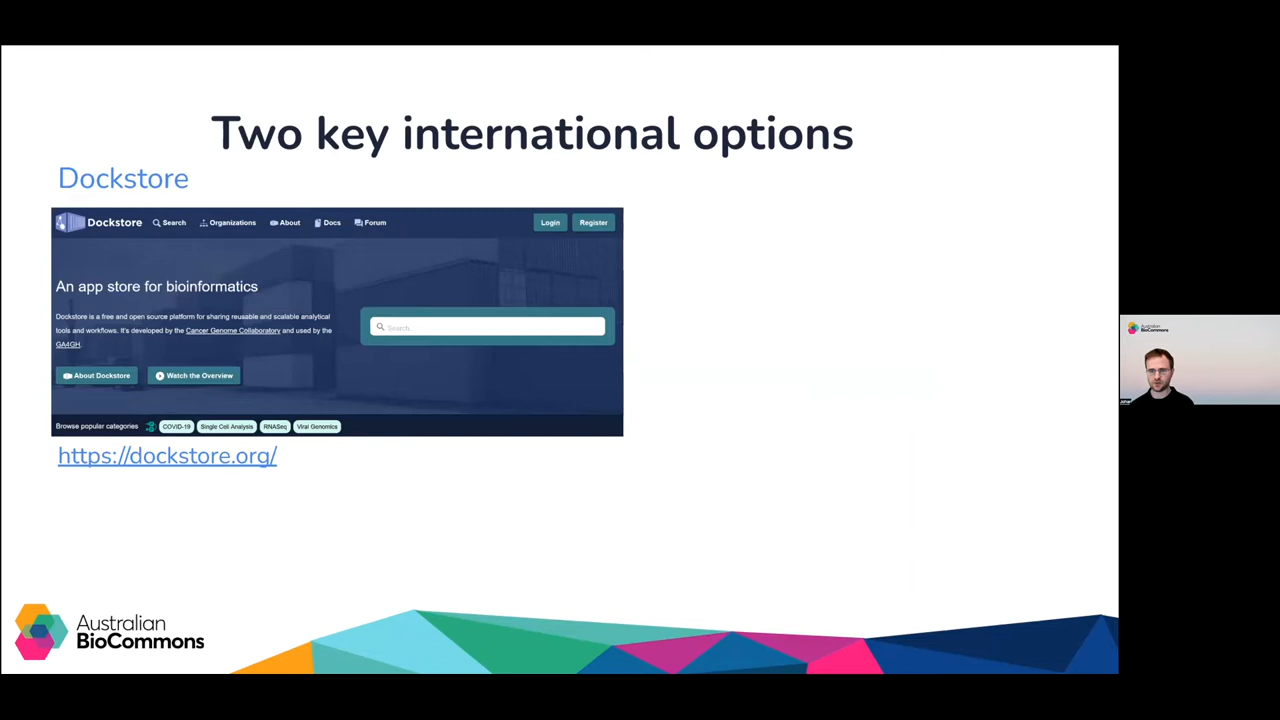 Two key international options
Dockstore
Dockstore Search Organizations About Docs Forum Login Register
An app store for bioinformatics
Dockstore is a free and open source platform for sharing reusable and scalable analytical
tools and workflows. It's developed by the Cancer Genome Collaboratory and used by the
GA4GH.
Search...
About Dockstore Watch the Overview
Browse popular categories COVID-19 Single Cell Analysis RNASeq Viral Genomics
https://dockstore.org/
Australian
BioCommons
Australian
BioCommons